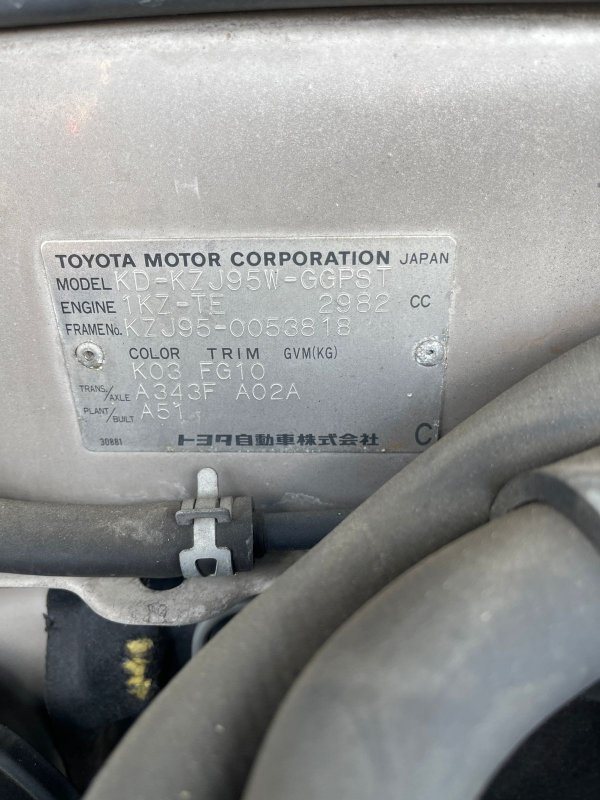 TOYOTA MOTOR CORPORATION JAPAN
MODEL KD-KZJ95W-GGPST
ENGINE 1KZ-TE 2982 CC
FRAME No. KZJ95-0053818
COLOR TRIM GVM(KG)
K03 FG10
TRANS./AXLE A343F A02A
PLANT/BUILT A51
30881 トヨタ自動車株式会社 C